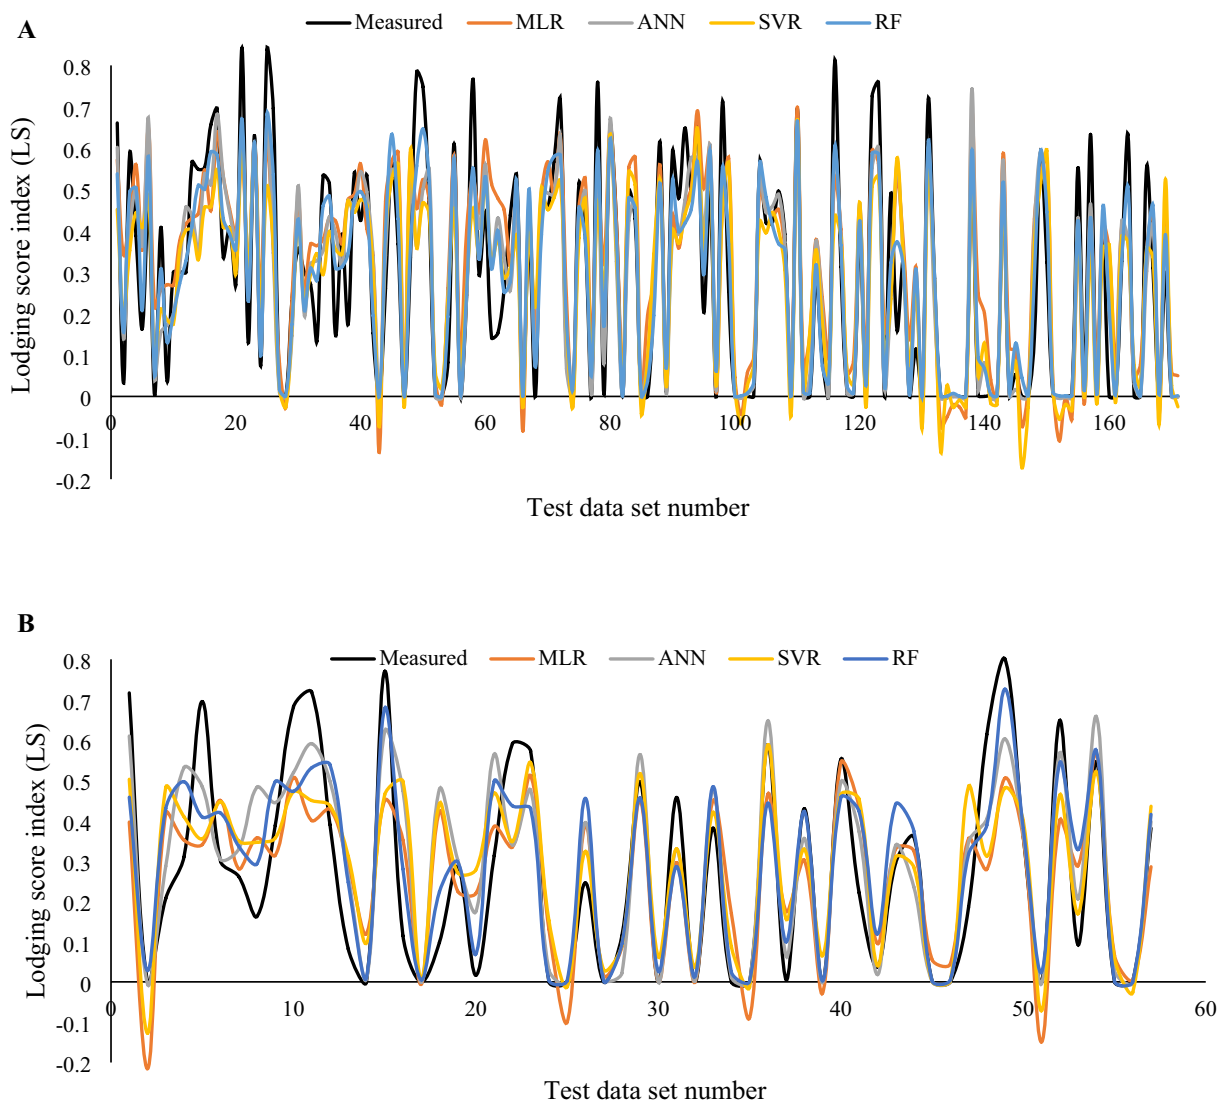 A
Measured MLR ANN SVR RF
Lodging score index (LS)
0.8
0.7
0.6
0.5
0.4
0.3
0.2
0.1
0
-0.1
-0.2
0 20 40 60 80 100 120 140 160
Test data set number
B
Measured MLR ANN SVR RF
Lodging score index (LS)
0.8
0.7
0.6
0.5
0.4
0.3
0.2
0.1
0
-0.1
-0.2
0 10 20 30 40 50 60
Test data set number